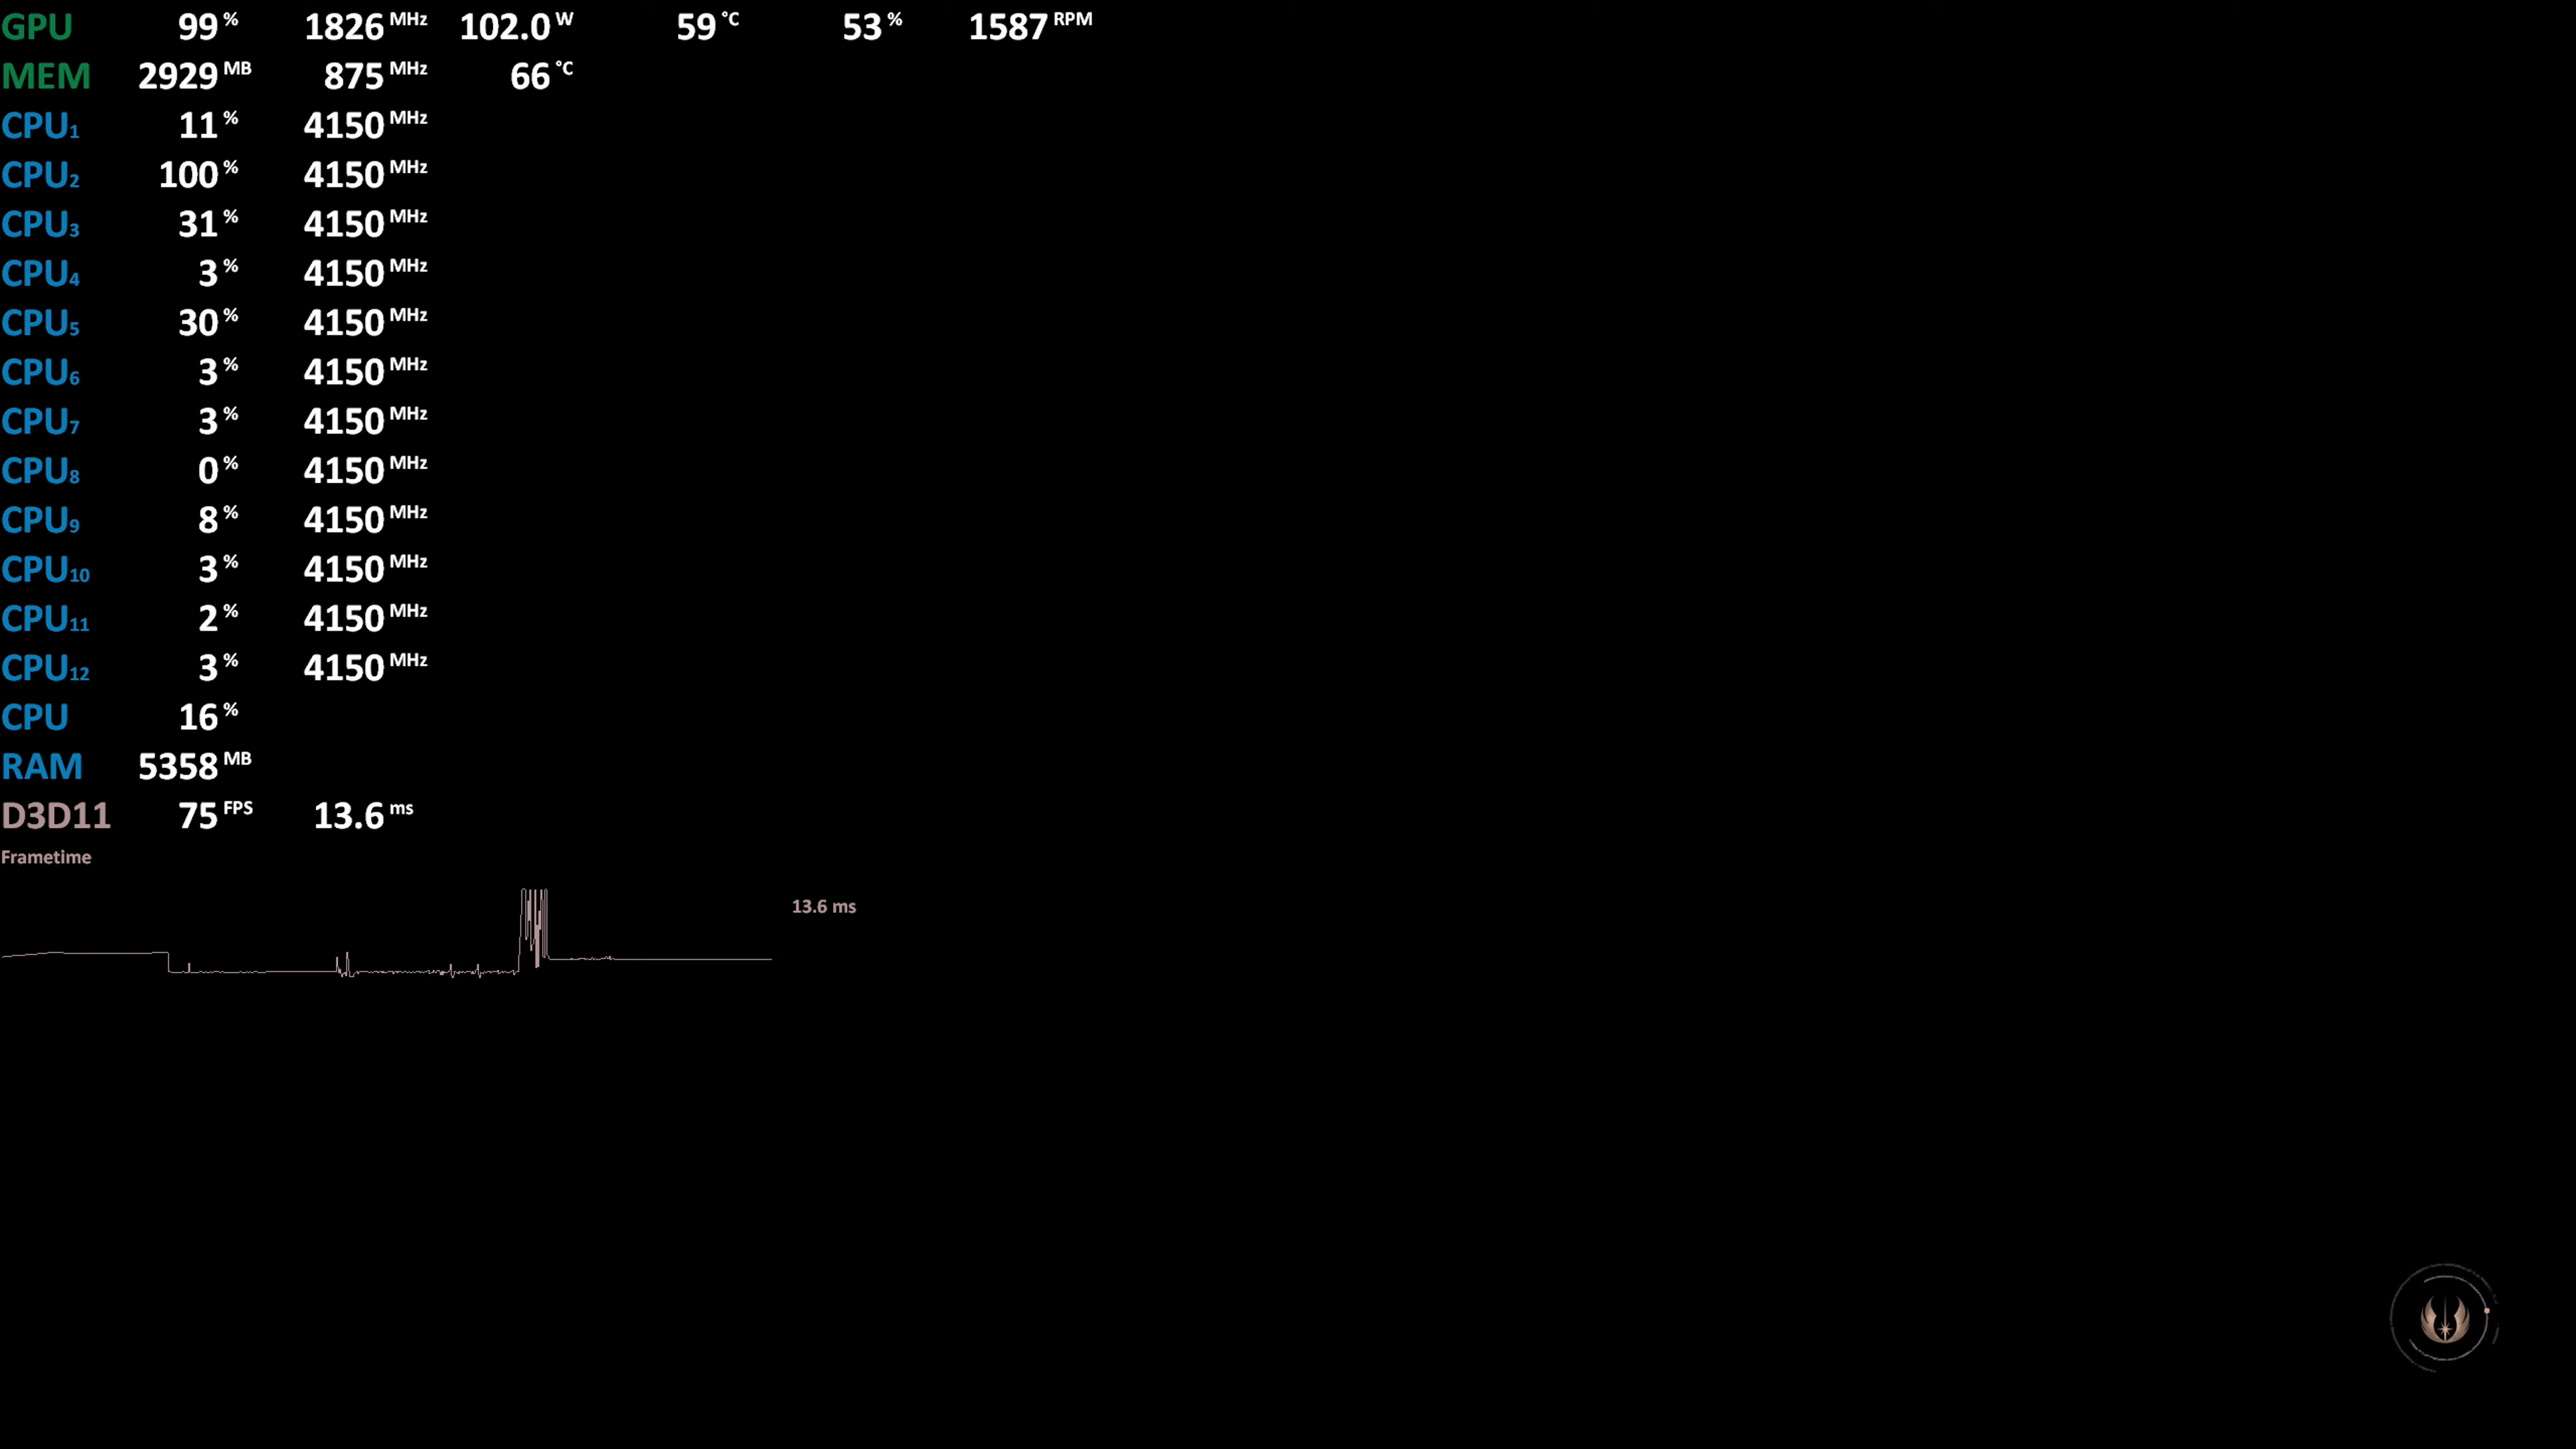 GPU 99 % 1826 MHz 102.0 W 59 °C 53 % 1587 RPM
MEM 2929 MB 875 MHz 66 °C
CPU1 11 % 4150 MHz
CPU2 100 % 4150 MHz
CPU3 31 % 4150 MHz
CPU4 3 % 4150 MHz
CPU5 30 % 4150 MHz
CPU6 3 % 4150 MHz
CPU7 3 % 4150 MHz
CPU8 0 % 4150 MHz
CPU9 8 % 4150 MHz
CPU10 3 % 4150 MHz
CPU11 2 % 4150 MHz
CPU12 3 % 4150 MHz
CPU 16 %
RAM 5358 MB
D3D11 75 FPS 13.6 ms
Frametime
13.6 ms